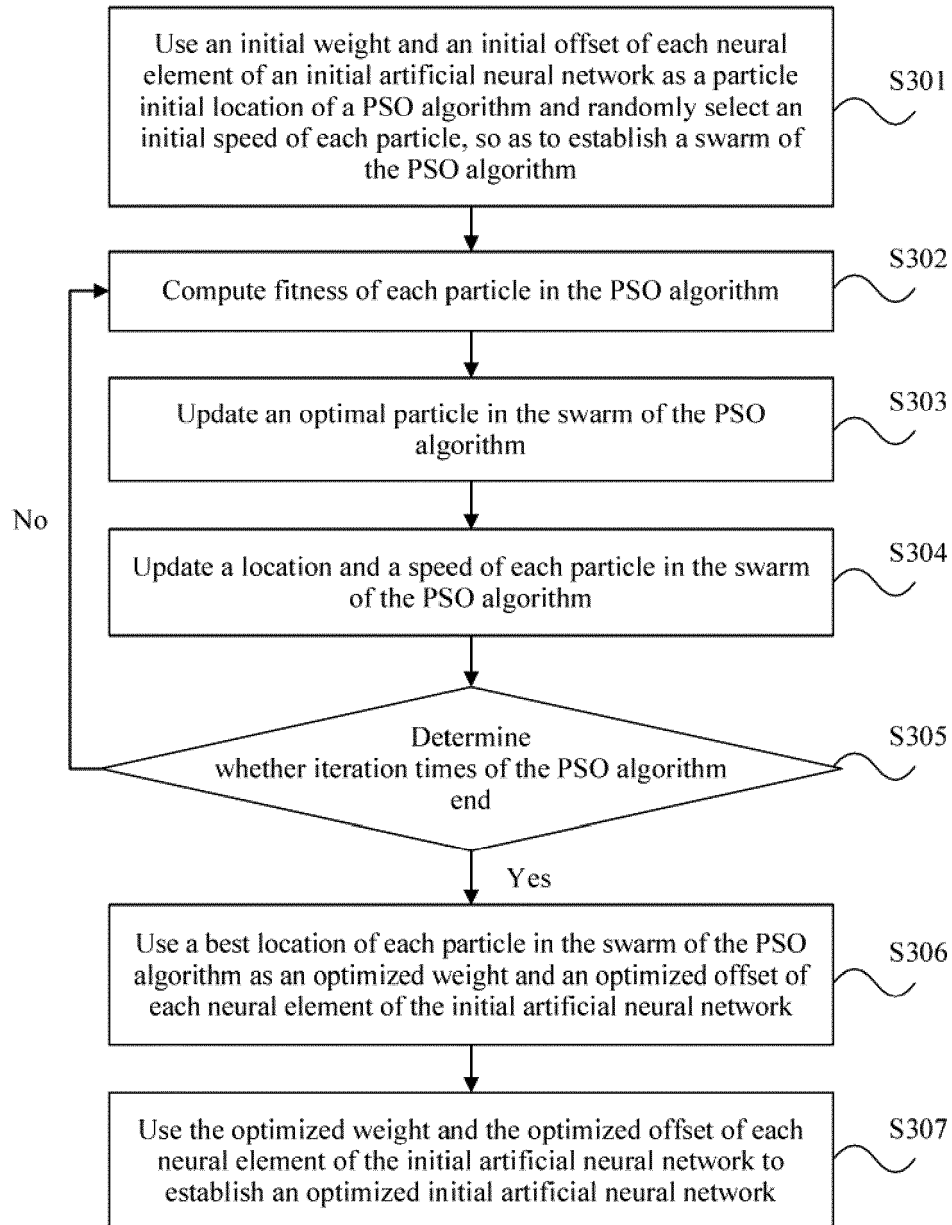 Use an initial weight and an initial offset of each neural
element of an initial artificial neural network as a particle
initial location of a PSO algorithm and randomly select an
initial speed of each particle, so as to establish a swarm of
the PSO algorithm
S301
Compute fitness of each particle in the PSO algorithm
S302
Update an optimal particle in the swarm of the PSO
algorithm
S303
Update a location and a speed of each particle in the swarm
of the PSO algorithm
S304
No
Determine
whether iteration times of the PSO algorithm
end
S305
Yes
Use a best location of each particle in the swarm of the PSO
algorithm as an optimized weight and an optimized offset of
each neural element of the initial artificial neural network
S306
Use the optimized weight and the optimized offset of each
neural element of the initial artificial neural network to
establish an optimized initial artificial neural network
S307